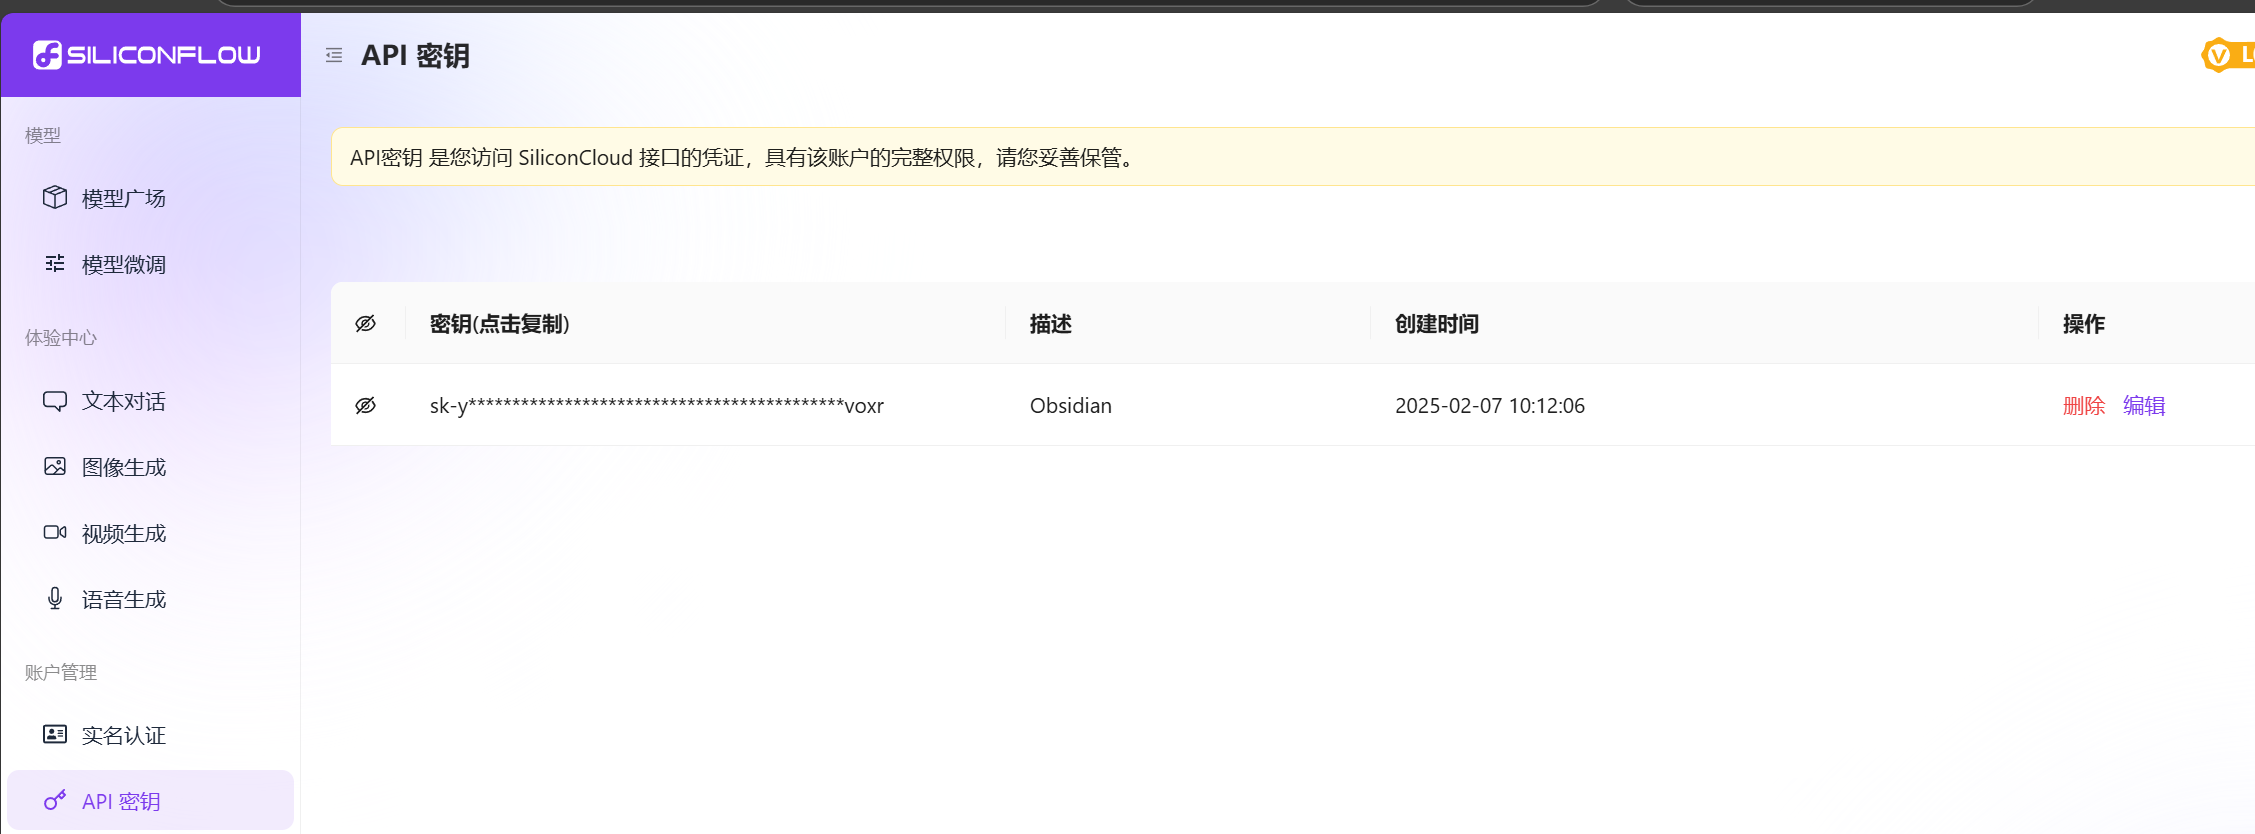 SILICONFLOW
API 密钥
模型
模型广场
模型微调
体验中心
文本对话
图像生成
视频生成
语音生成
账户管理
实名认证
API 密钥
API密钥 是您访问 SiliconCloud 接口的凭证，具有该账户的完整权限，请您妥善保管。
密钥(点击复制) 描述 创建时间 操作
sk-y********************************************voxr Obsidian 2025-02-07 10:12:06 删除 编辑